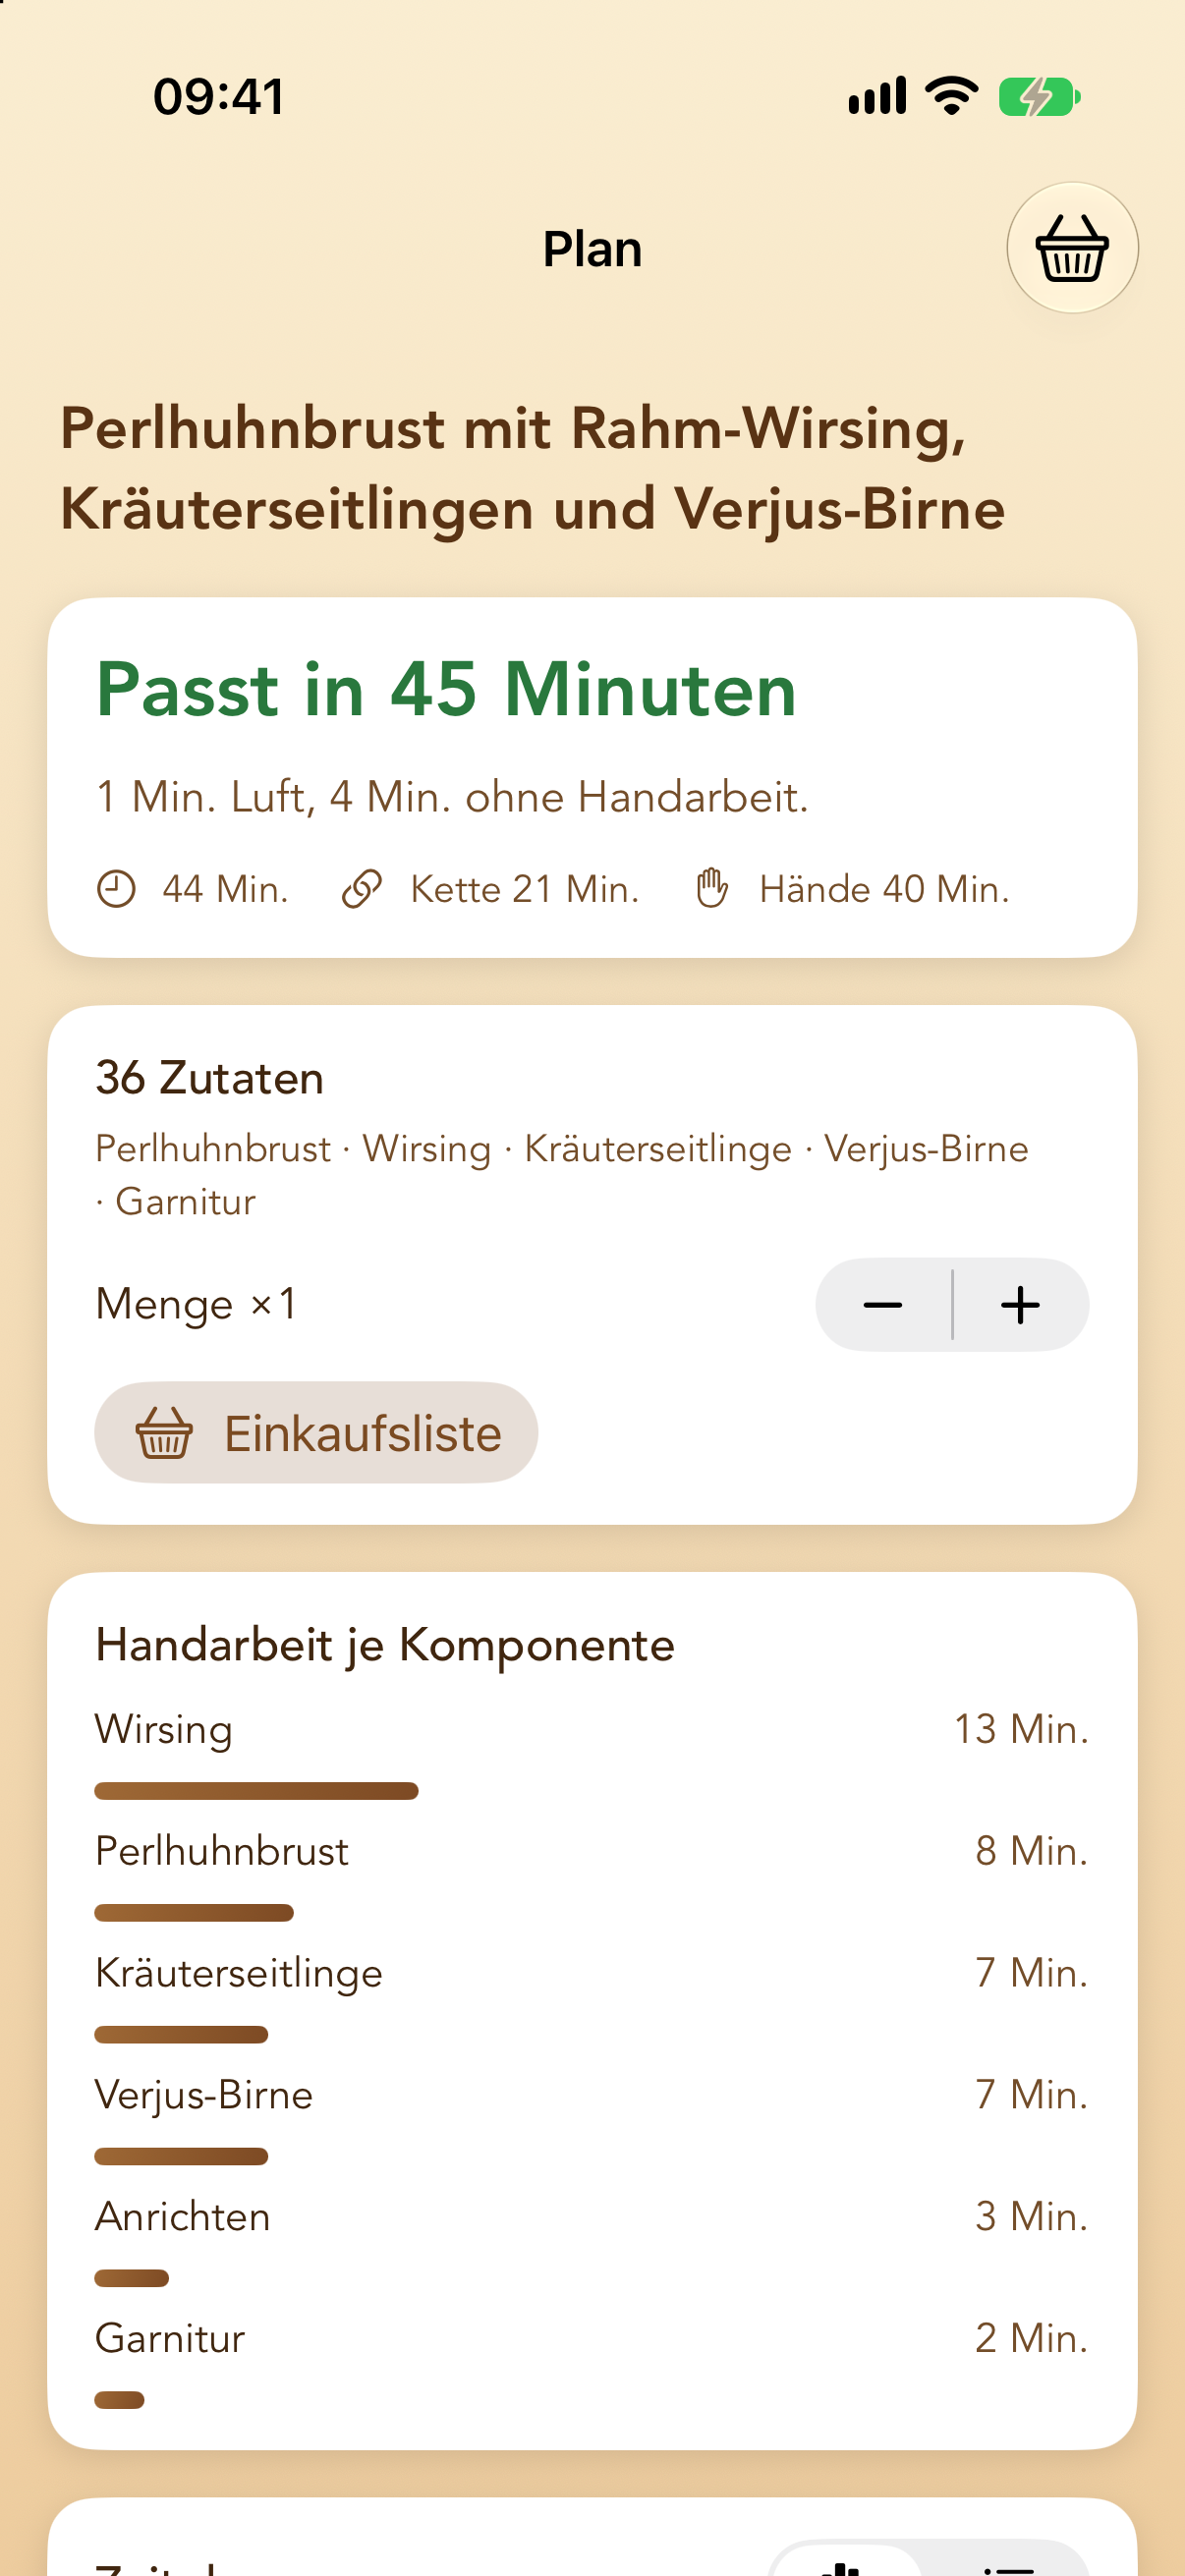 09:41
Plan
Perlhuhnbrust mit Rahm-Wirsing,
Kräuterseitlingen und Verjus-Birne
Passt in 45 Minuten
1 Min. Luft, 4 Min. ohne Handarbeit.
44 Min. Kette 21 Min. Hände 40 Min.
36 Zutaten
Perlhuhnbrust · Wirsing · Kräuterseitlinge · Verjus-Birne
· Garnitur
Menge ×1
Einkaufsliste
Handarbeit je Komponente
Wirsing 13 Min.
Perlhuhnbrust 8 Min.
Kräuterseitlinge 7 Min.
Verjus-Birne 7 Min.
Anrichten 3 Min.
Garnitur 2 Min.